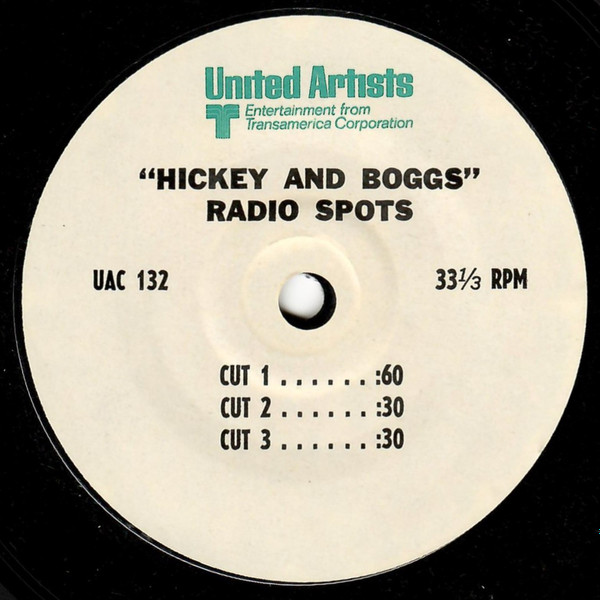 United Artists
Entertainment from
Transamerica Corporation
"HICKEY AND BOGGS"
RADIO SPOTS
UAC 132
33⅓ RPM
CUT 1 . . . . . . :60
CUT 2 . . . . . . :30
CUT 3 . . . . . . :30